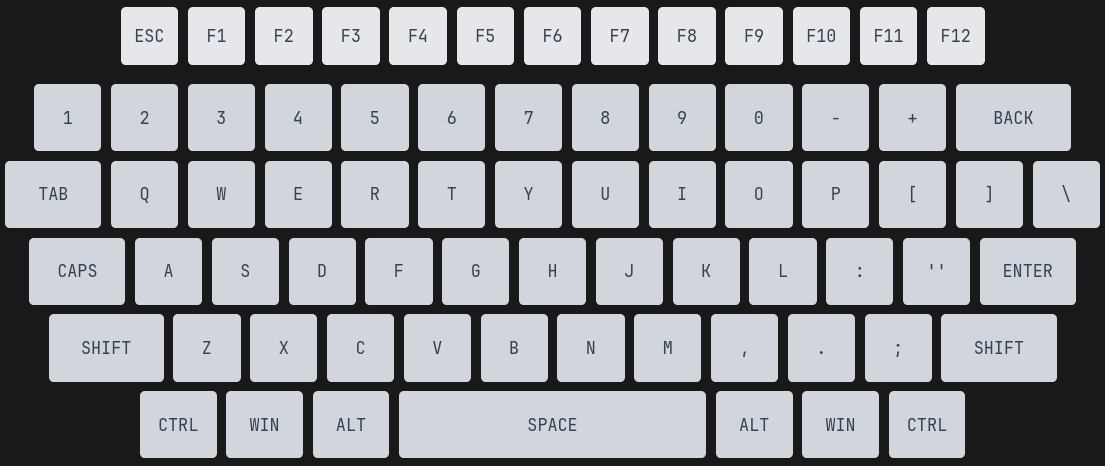 ESC F1 F2 F3 F4 F5 F6 F7 F8 F9 F10 F11 F12
1 2 3 4 5 6 7 8 9 0 - + BACK
TAB Q W E R T Y U I O P [ ] \
CAPS A S D F G H J K L : '' ENTER
SHIFT Z X C V B N M , . ; SHIFT
CTRL WIN ALT SPACE ALT WIN CTRL